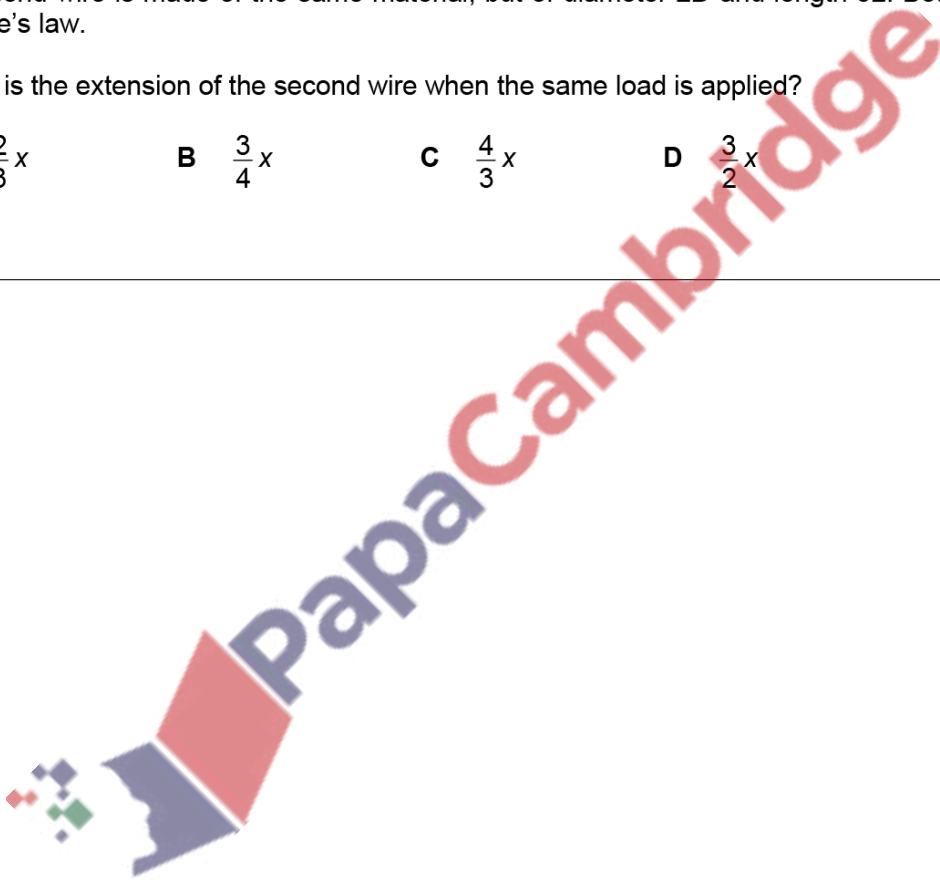 e's law.
is the extension of the second wire when the same load is applied?
x B 3/4 x C 4/3 x D 3/2 x
PapaCambridge